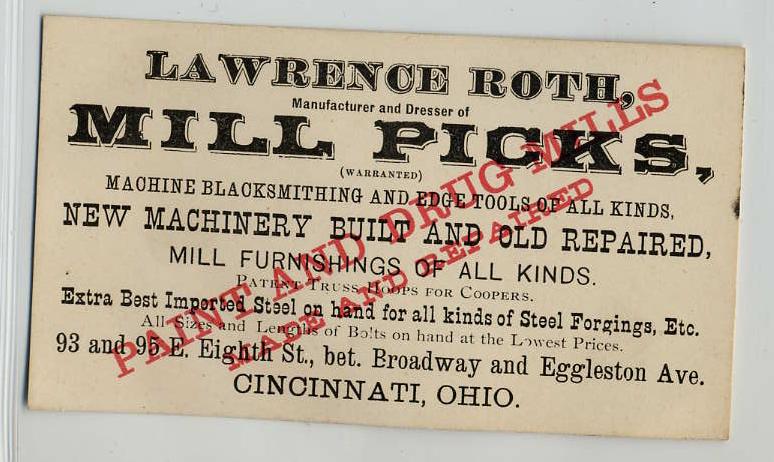 LAWRENCE ROTH,
Manufacturer and Dresser of
MILL PICKS,
(WARRANTED)
MACHINE BLACKSMITHING AND EDGE TOOLS OF ALL KINDS,
NEW MACHINERY BUILT AND OLD REPAIRED,
MILL FURNISHINGS OF ALL KINDS.
PATENT TRUSS HOOPS FOR COOPERS.
Extra Best Imported Steel on hand for all kinds of Steel Forgings, Etc.
All Sizes and Lengths of Bolts on hand at the Lowest Prices.
93 and 95 E. Eighth St., bet. Broadway and Eggleston Ave.
CINCINNATI, OHIO.
PAINT AND DRUG MILLS
MADE AND REPAIRED